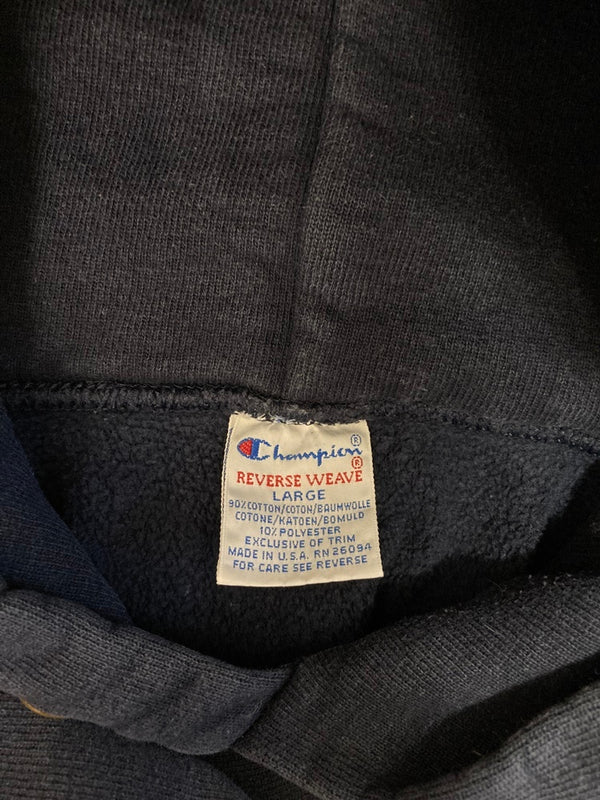 Champion®
REVERSE WEAVE®
LARGE
90%COTTON/COTON/BAUMWOLLE
COTONE/KATOEN/BOMULD
10% POLYESTER
EXCLUSIVE OF TRIM
MADE IN U.S.A. RN 26094
FOR CARE SEE REVERSE